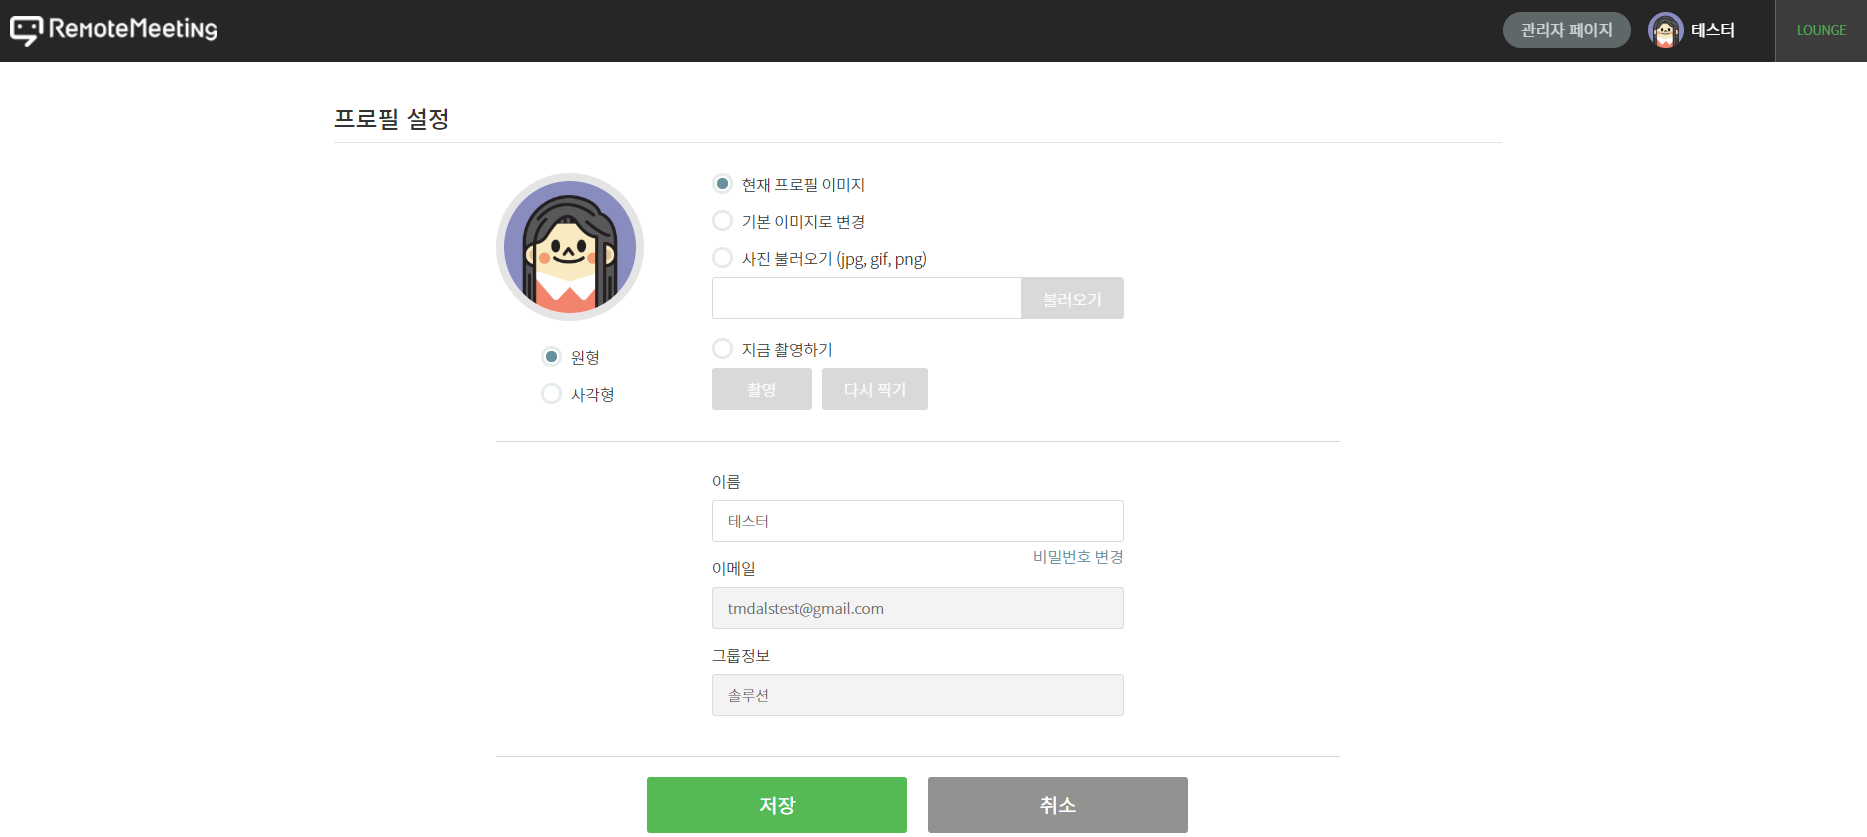 RemoteMeeting
관리자 페이지
테스터
LOUNGE
프로필 설정
현재 프로필 이미지
기본 이미지로 변경
사진 불러오기 (jpg, gif, png)
불러오기
원형
사각형
지금 촬영하기
촬영
다시 찍기
이름
테스터
비밀번호 변경
이메일
tmdalstest@gmail.com
그룹정보
솔루션
저장
취소